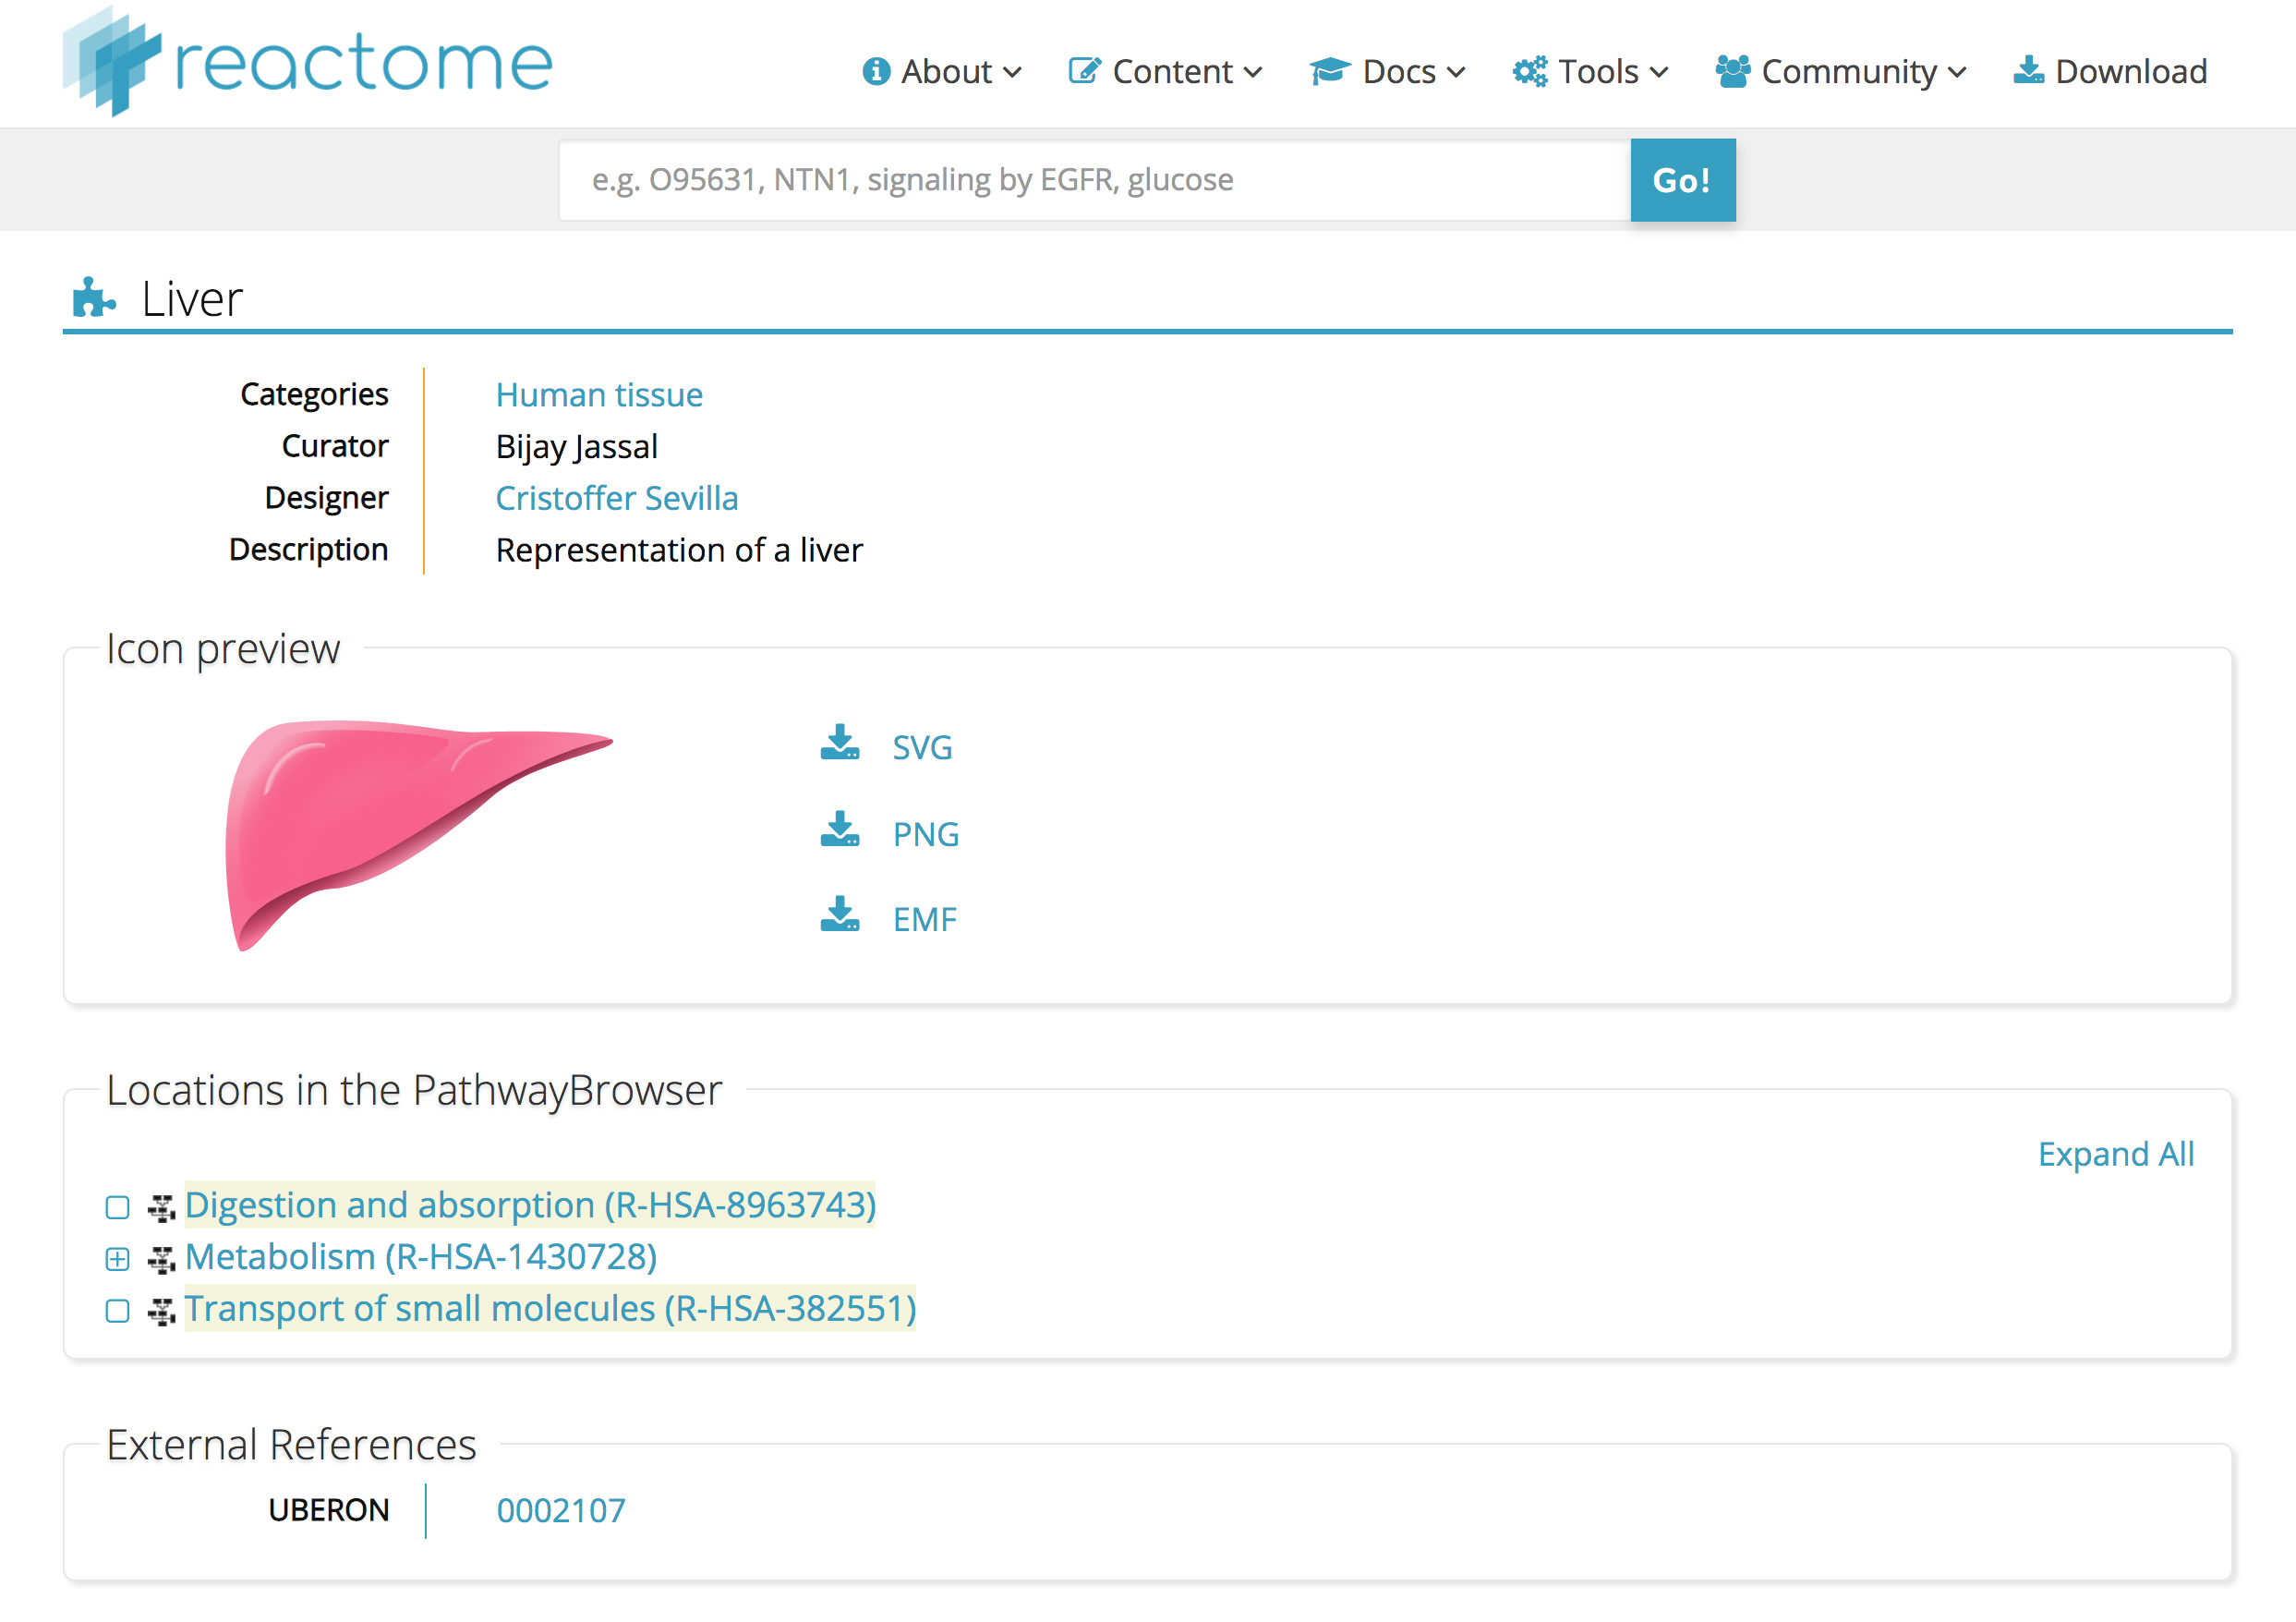 reactome
About Content Docs Tools Community Download
e.g. O95631, NTN1, signaling by EGFR, glucose Go!
Liver
Categories Human tissue
Curator Bijay Jassal
Designer Cristoffer Sevilla
Description Representation of a liver
Icon preview
SVG
PNG
EMF
Locations in the PathwayBrowser
Expand All
Digestion and absorption (R-HSA-8963743)
Metabolism (R-HSA-1430728)
Transport of small molecules (R-HSA-382551)
External References
UBERON 0002107